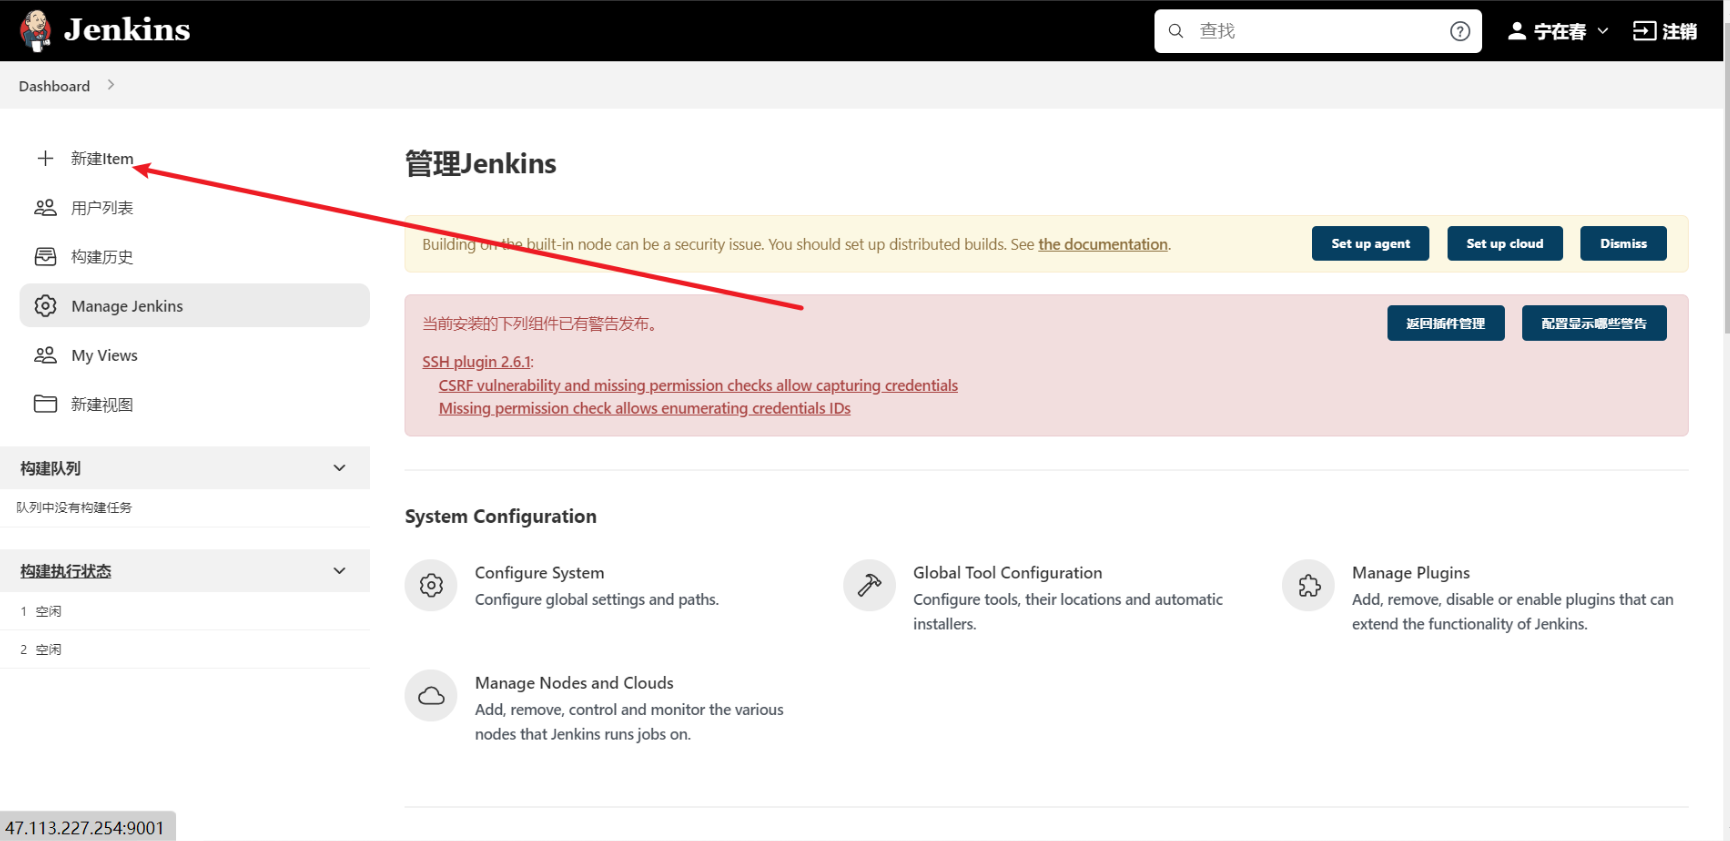 Jenkins
查找
宁在春
注销
Dashboard
新建Item
用户列表
构建历史
Manage Jenkins
My Views
新建视图
构建队列
队列中没有构建任务
构建执行状态
1 空闲
2 空闲
管理Jenkins
Building on the built-in node can be a security issue. You should set up distributed builds. See the documentation.
Set up agent
Set up cloud
Dismiss
当前安装的下列组件已有警告发布。
返回插件管理
配置显示哪些警告
SSH plugin 2.6.1:
CSRF vulnerability and missing permission checks allow capturing credentials
Missing permission check allows enumerating credentials IDs
System Configuration
Configure System
Configure global settings and paths.
Global Tool Configuration
Configure tools, their locations and automatic
installers.
Manage Plugins
Add, remove, disable or enable plugins that can
extend the functionality of Jenkins.
Manage Nodes and Clouds
Add, remove, control and monitor the various
nodes that Jenkins runs jobs on.
47.113.227.254:9001